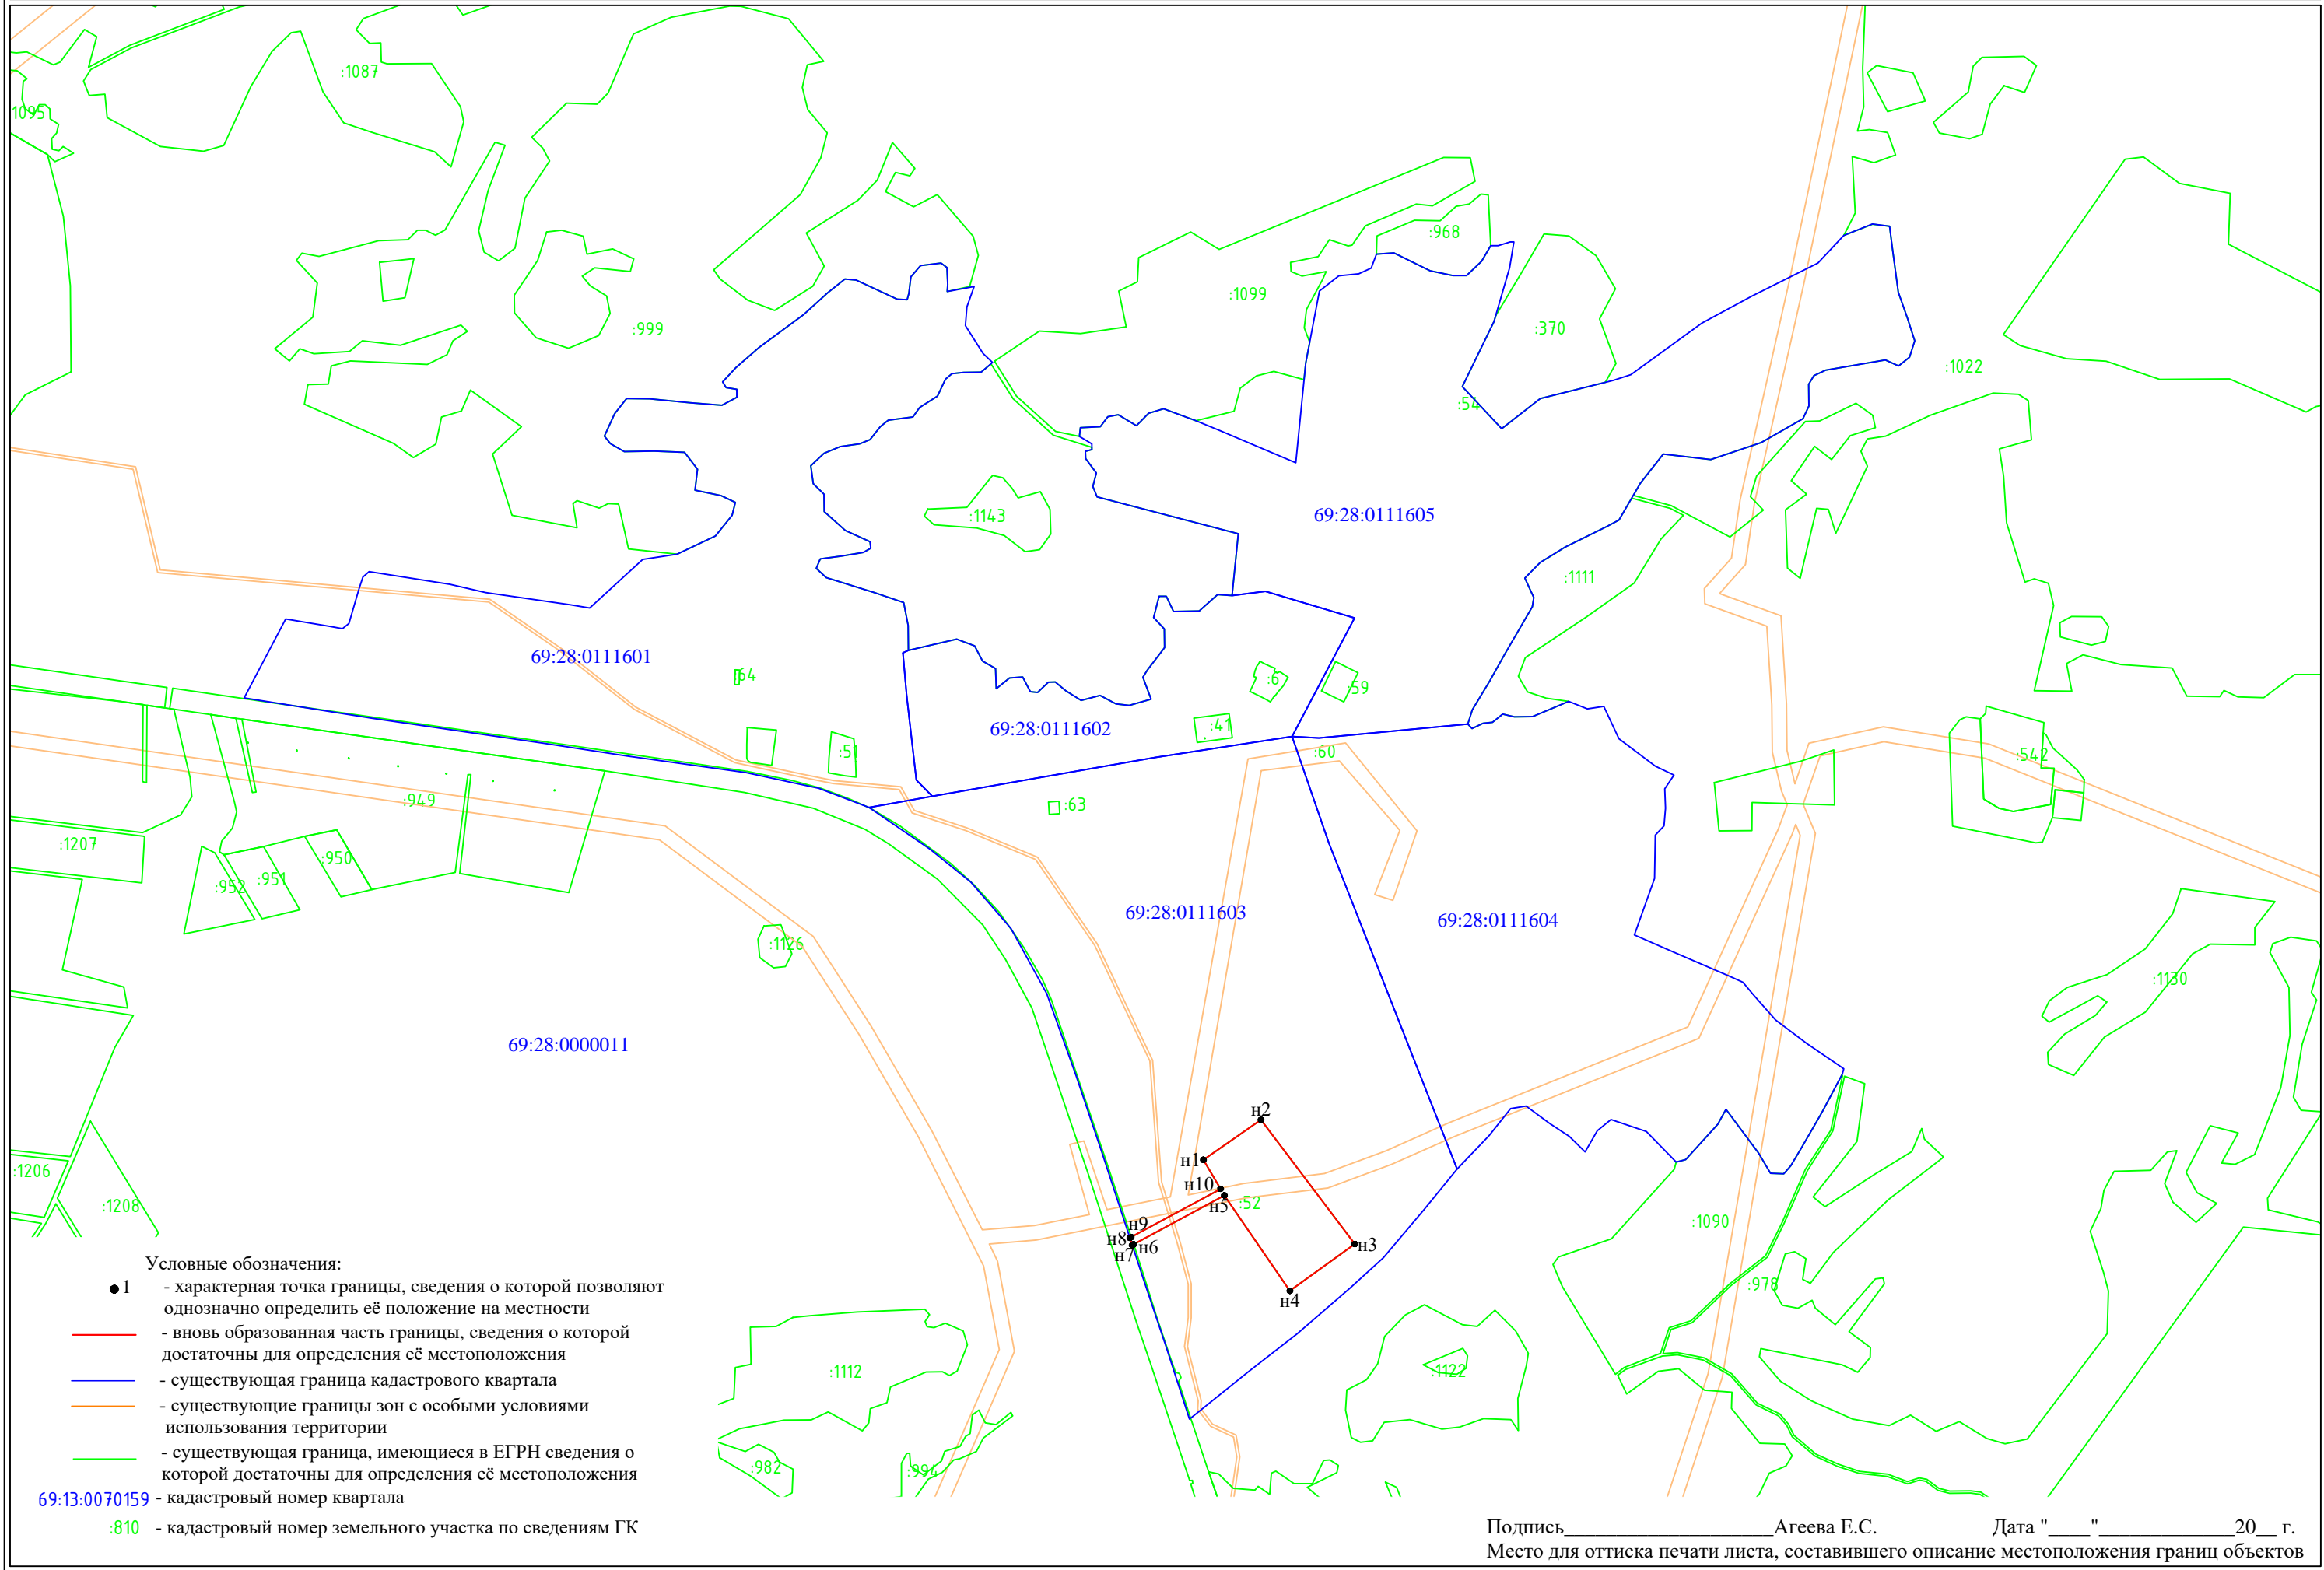 :1087
1095
:968
:1099
:999
:370
:1022
:54
:1143
69:28:0111605
:1111
69:28:0111601
:64
:6
:59
69:28:0111602
:41
:51
:60
:542
:949
:63
:1207
:950
:951
:952
69:28:0111603
69:28:0111604
:1126
:1130
69:28:0000011
н2
н1
:1206
н10
:52
:1208
н5
н9
:1090
н8
н6
н3
н7
:978
н4
:1112
:1122
:982
:994
Условные обозначения:
1 - характерная точка границы, сведения о которой позволяют
однозначно определить её положение на местности
- вновь образованная часть границы, сведения о которой
достаточны для определения её местоположения
- существующая граница кадастрового квартала
- существующие границы зон с особыми условиями
использования территории
- существующая граница, имеющиеся в ЕГРН сведения о
которой достаточны для определения её местоположения
69:13:0070159 - кадастровый номер квартала
:810 - кадастровый номер земельного участка по сведениям ГК
Подпись____________________Агеева Е.С. Дата "____"_____________20__ г.
Место для оттиска печати листа, составившего описание местоположения границ объектов